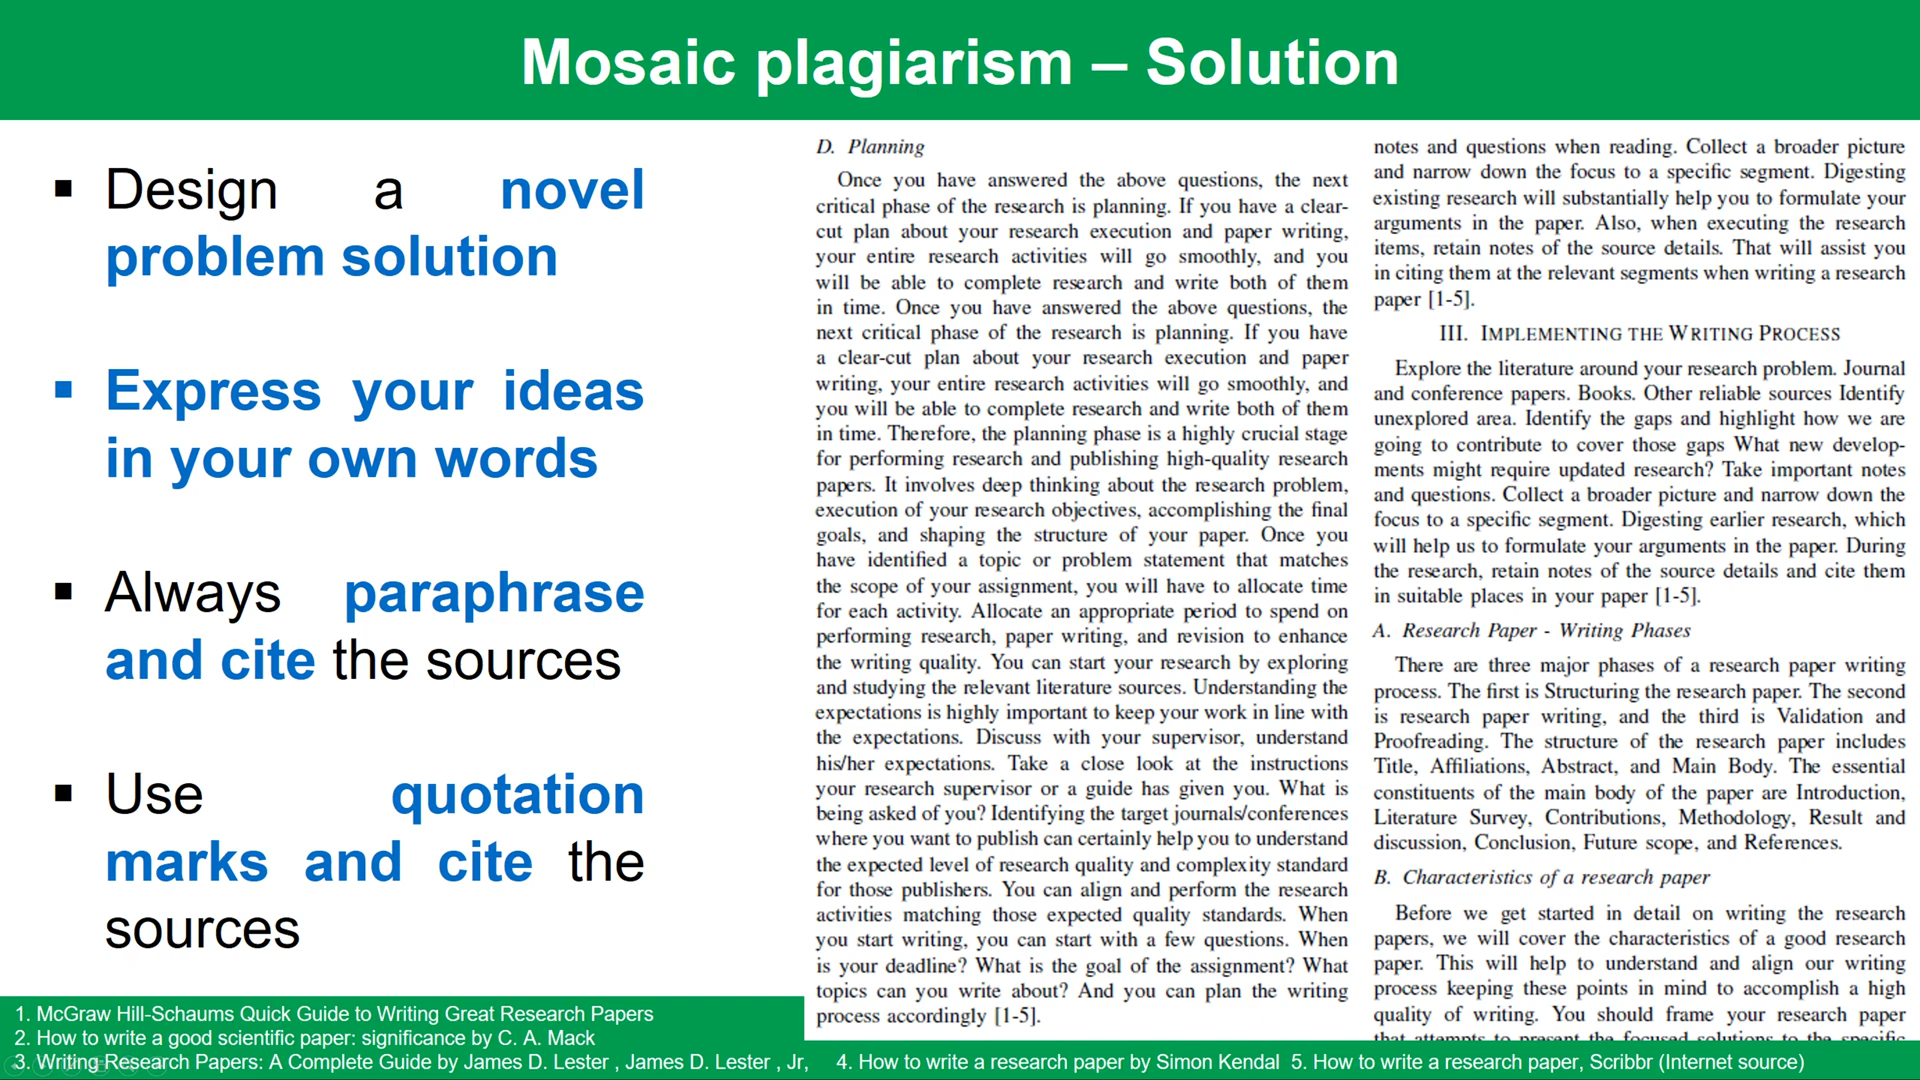 Mosaic plagiarism – Solution
▪ Design a novel
problem solution
▪ Express your ideas
in your own words
▪ Always paraphrase
and cite the sources
▪ Use quotation
marks and cite the
sources
D. Planning
Once you have answered the above questions, the next
critical phase of the research is planning. If you have a clear-
cut plan about your research execution and paper writing,
your entire research activities will go smoothly, and you
will be able to complete research and write both of them
in time. Once you have answered the above questions, the
next critical phase of the research is planning. If you have
a clear-cut plan about your research execution and paper
writing, your entire research activities will go smoothly, and
you will be able to complete research and write both of them
in time. Therefore, the planning phase is a highly crucial stage
for performing research and publishing high-quality research
papers. It involves deep thinking about the research problem,
execution of your research objectives, accomplishing the final
goals, and shaping the structure of your paper. Once you
have identified a topic or problem statement that matches
the scope of your assignment, you will have to allocate time
for each activity. Allocate an appropriate period to spend on
performing research, paper writing, and revision to enhance
the writing quality. You can start your research by exploring
and studying the relevant literature sources. Understanding the
expectations is highly important to keep your work in line with
the expectations. Discuss with your supervisor, understand
his/her expectations. Take a close look at the instructions
your research supervisor or a guide has given you. What is
being asked of you? Identifying the target journals/conferences
where you want to publish can certainly help you to understand
the expected level of research quality and complexity standard
for those publishers. You can align and perform the research
activities matching those expected quality standards. When
you start writing, you can start with a few questions. When
is your deadline? What is the goal of the assignment? What
topics can you write about? And you can plan the writing
process accordingly [1-5].
notes and questions when reading. Collect a broader picture
and narrow down the focus to a specific segment. Digesting
existing research will substantially help you to formulate your
arguments in the paper. Also, when executing the research
items, retain notes of the source details. That will assist you
in citing them at the relevant segments when writing a research
paper [1-5].
III. IMPLEMENTING THE WRITING PROCESS
Explore the literature around your research problem. Journal
and conference papers. Books. Other reliable sources Identify
unexplored area. Identify the gaps and highlight how we are
going to contribute to cover those gaps What new develop-
ments might require updated research? Take important notes
and questions. Collect a broader picture and narrow down the
focus to a specific segment. Digesting earlier research, which
will help us to formulate your arguments in the paper. During
the research, retain notes of the source details and cite them
in suitable places in your paper [1-5].
A. Research Paper - Writing Phases
There are three major phases of a research paper writing
process. The first is Structuring the research paper. The second
is research paper writing, and the third is Validation and
Proofreading. The structure of the research paper includes
Title, Affiliations, Abstract, and Main Body. The essential
constituents of the main body of the paper are Introduction,
Literature Survey, Contributions, Methodology, Result and
discussion, Conclusion, Future scope, and References.
B. Characteristics of a research paper
Before we get started in detail on writing the research
papers, we will cover the characteristics of a good research
paper. This will help to understand and align our writing
process keeping these points in mind to accomplish a high
quality of writing. You should frame your research paper
that attempts to present the focused solutions to the specific
1. McGraw Hill-Schaums Quick Guide to Writing Great Research Papers
2. How to write a good scientific paper: significance by C. A. Mack
3. Writing Research Papers: A Complete Guide by James D. Lester , James D. Lester , Jr,
4. How to write a research paper by Simon Kendal 5. How to write a research paper, Scribbr (Internet source)